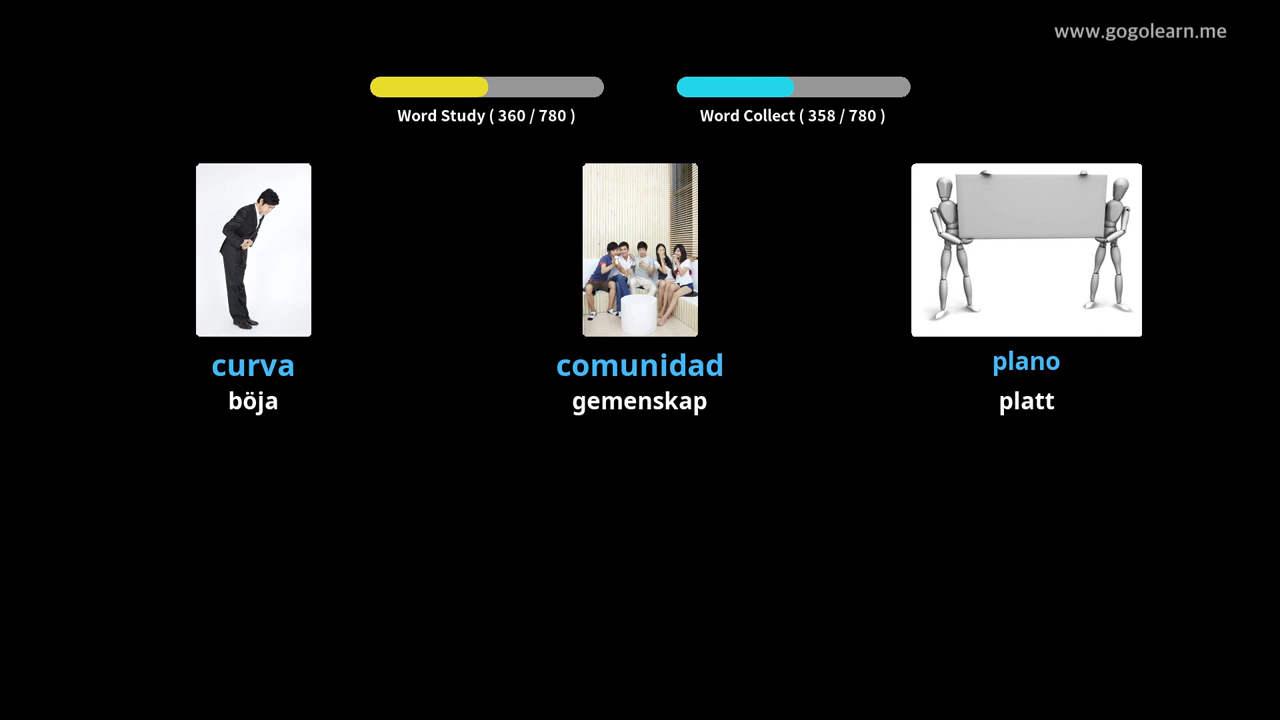 www.gogolearn.me
Word Study ( 360 / 780 )
Word Collect ( 358 / 780 )
curva
böja
comunidad
gemenskap
plano
platt